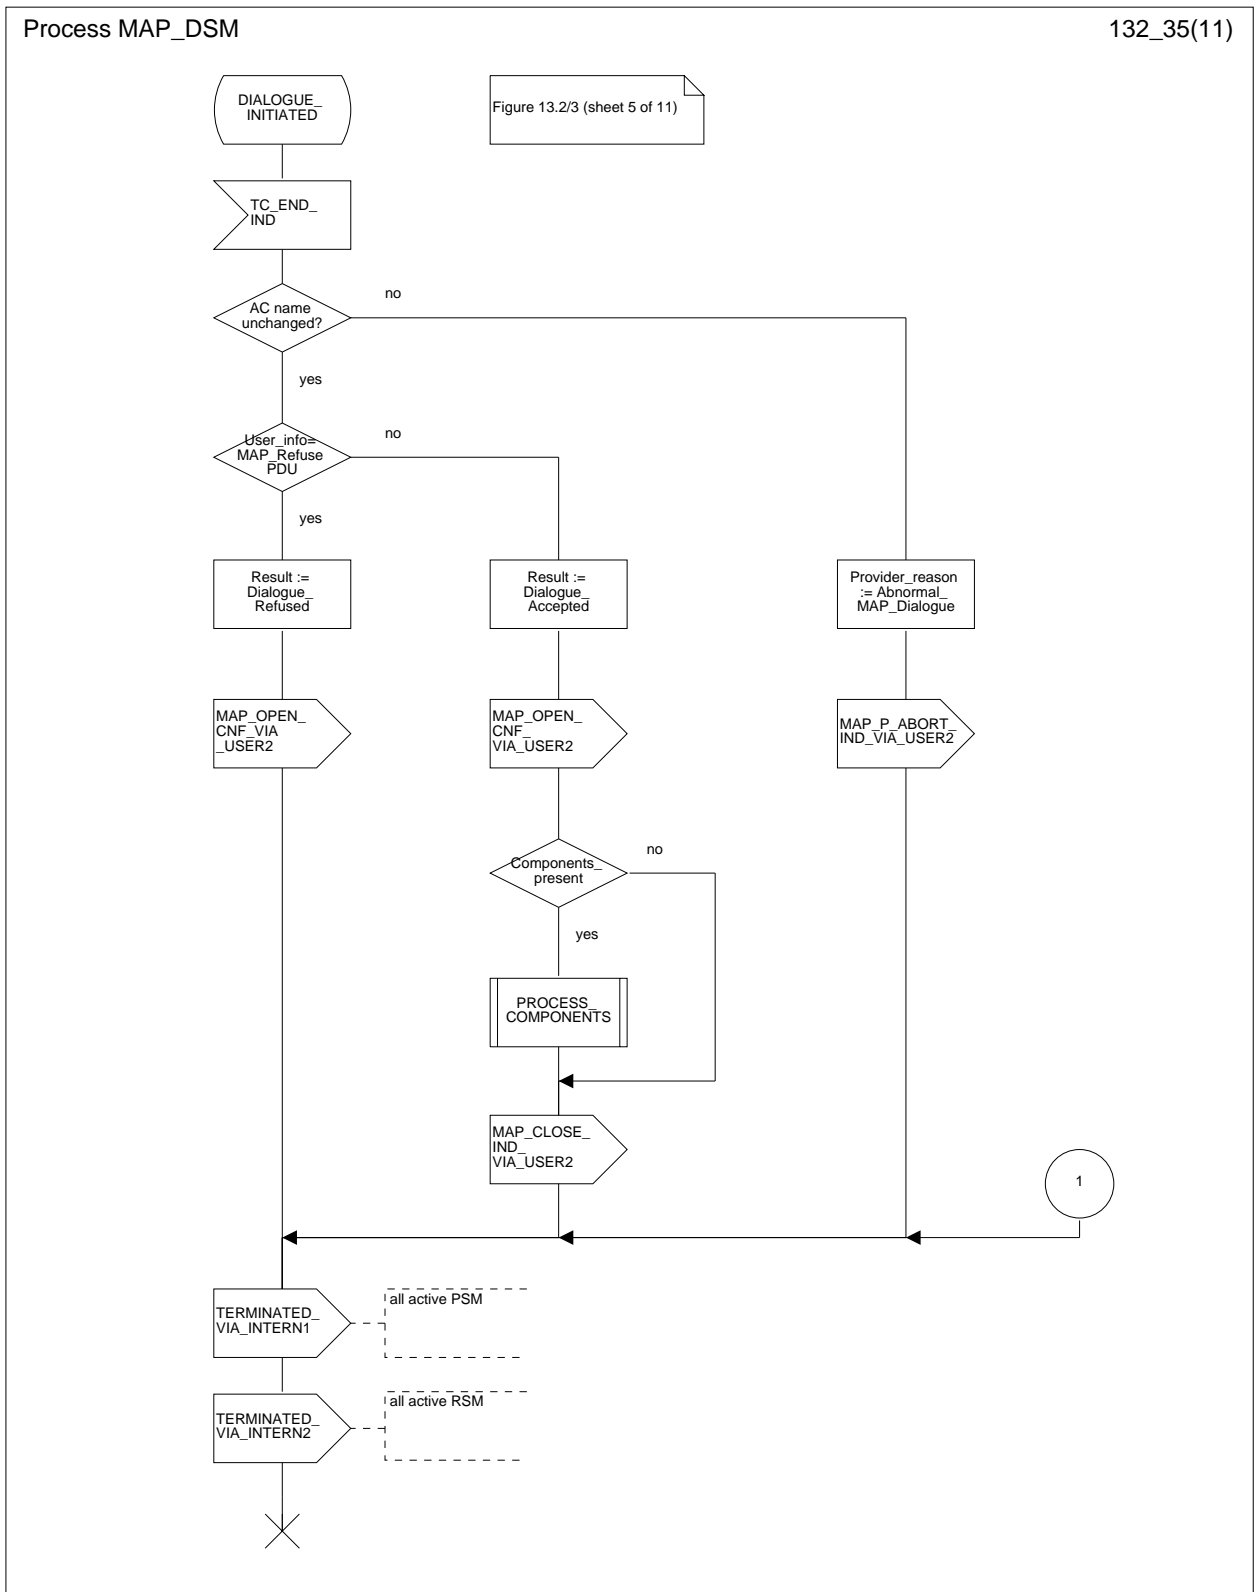 Process MAP_DSM
132_35(11)
DIALOGUE_
INITIATED
Figure 13.2/3 (sheet 5 of 11)
TC_END_
IND
AC name
unchanged?
no
yes
User_info=
MAP_Refuse
PDU
no
yes
Result :=
Dialogue_
Refused
Result :=
Dialogue_
Accepted
Provider_reason
:= Abnormal_
MAP_Dialogue
MAP_OPEN_
CNF_VIA
_USER2
MAP_OPEN_
CNF_
VIA_USER2
MAP_P_ABORT_
IND_VIA_USER2
Components_
present
no
yes
PROCESS_
COMPONENTS
MAP_CLOSE_
IND_
VIA_USER2
1
TERMINATED_
VIA_INTERN1
all active PSM
TERMINATED_
VIA_INTERN2
all active RSM